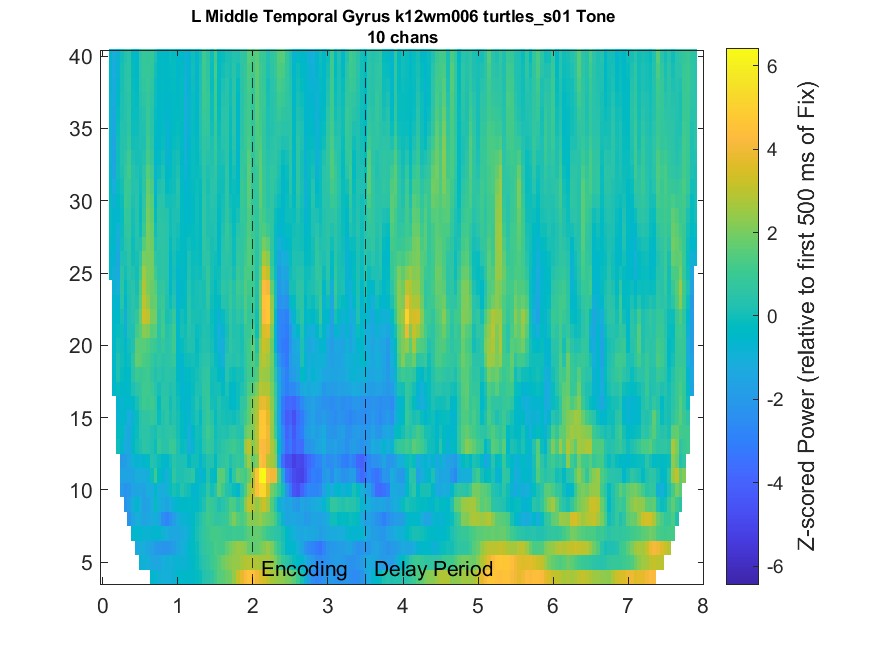 L Middle Temporal Gyrus k12wm006 turtles_s01 Tone
10 chans
40
35
30
25
20
15
10
5
Encoding
Delay Period
0 1 2 3 4 5 6 7 8
6
4
2
0
-2
-4
-6
Z-scored Power (relative to first 500 ms of Fix)